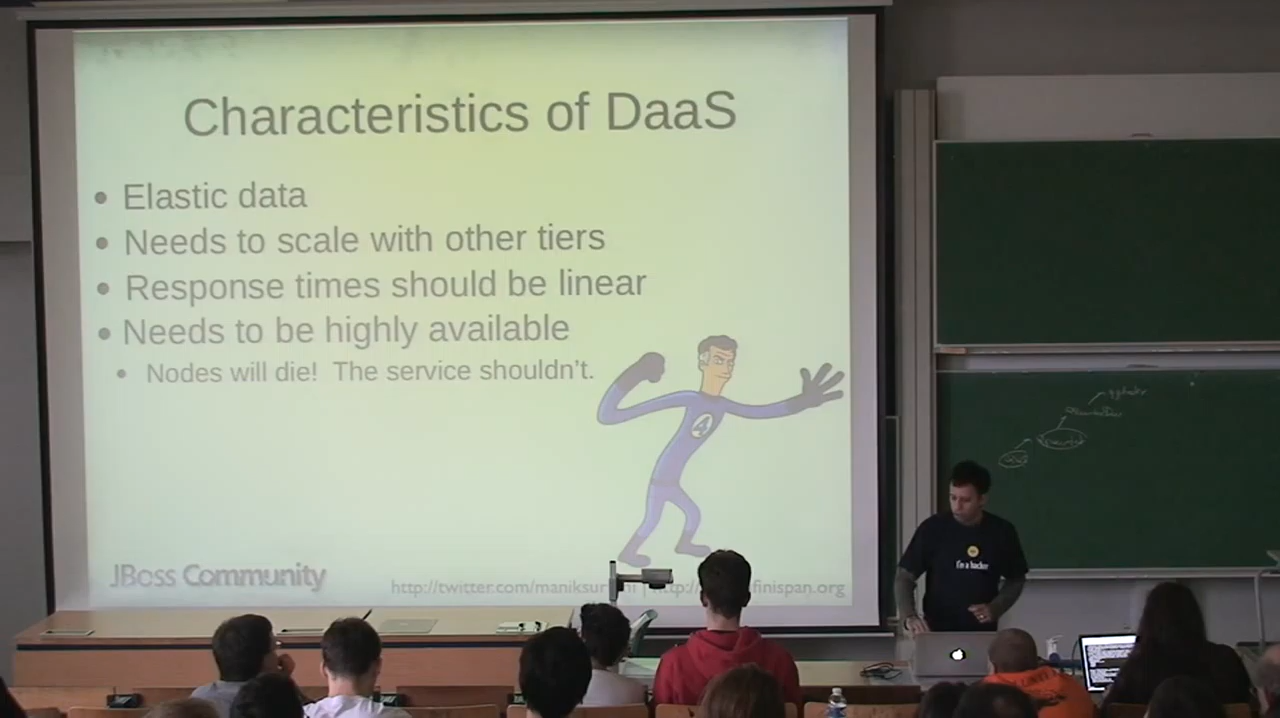 Characteristics of DaaS
• Elastic data
• Needs to scale with other tiers
• Response times should be linear
• Needs to be highly available
• Nodes will die! The service shouldn't.
4
JBoss Community
I'm a hacker